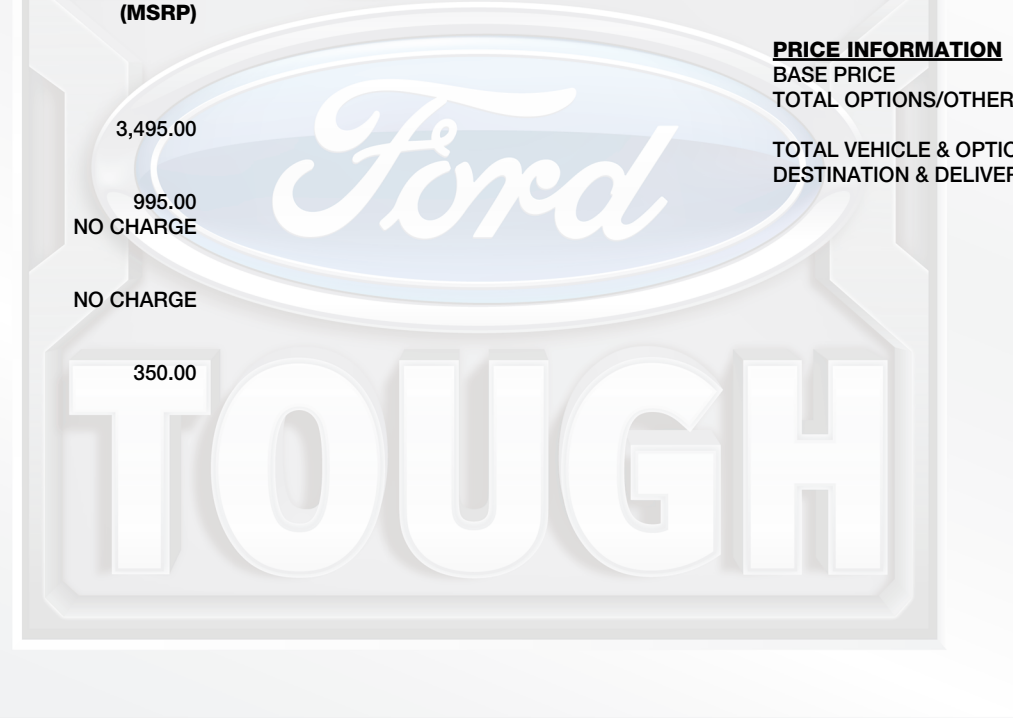 (MSRP)
3,495.00
995.00
NO CHARGE
NO CHARGE
350.00
PRICE INFORMATION
BASE PRICE
TOTAL OPTIONS/OTHER
TOTAL VEHICLE & OPTIO
DESTINATION & DELIVER
Ford
TOUGH